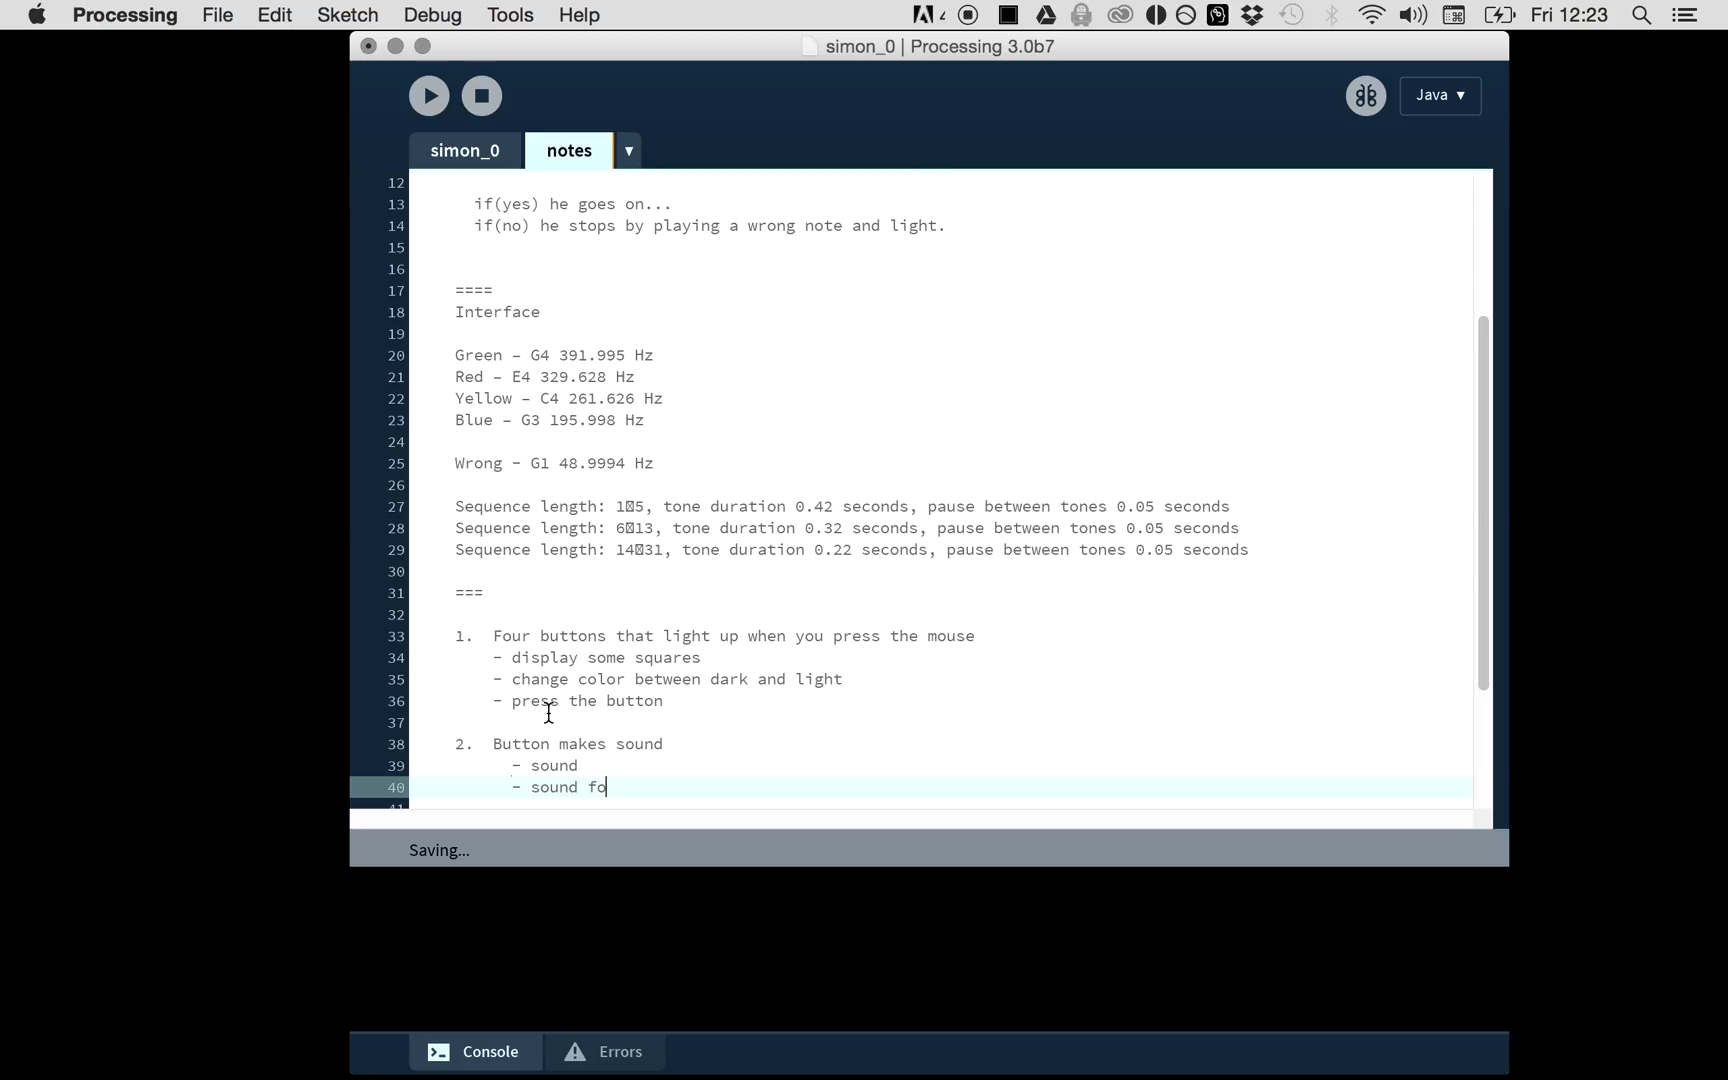 Processing File Edit Sketch Debug Tools Help 4 Fri 12:23
simon_0 | Processing 3.0b7
Java ▼
simon_0 notes ▼
12
13 if(yes) he goes on...
14 if(no) he stops by playing a wrong note and light.
15
16
17 ====
18 Interface
19
20 Green – G4 391.995 Hz
21 Red – E4 329.628 Hz
22 Yellow – C4 261.626 Hz
23 Blue – G3 195.998 Hz
24
25 Wrong – G1 48.9994 Hz
26
27 Sequence length: 1�5, tone duration 0.42 seconds, pause between tones 0.05 seconds
28 Sequence length: 6�13, tone duration 0.32 seconds, pause between tones 0.05 seconds
29 Sequence length: 14�31, tone duration 0.22 seconds, pause between tones 0.05 seconds
30
31 ===
32
33 1. Four buttons that light up when you press the mouse
34 - display some squares
35 - change color between dark and light
36 - press the button
37
38 2. Button makes sound
39 - sound
40 - sound fo
41
Saving...
Console Errors